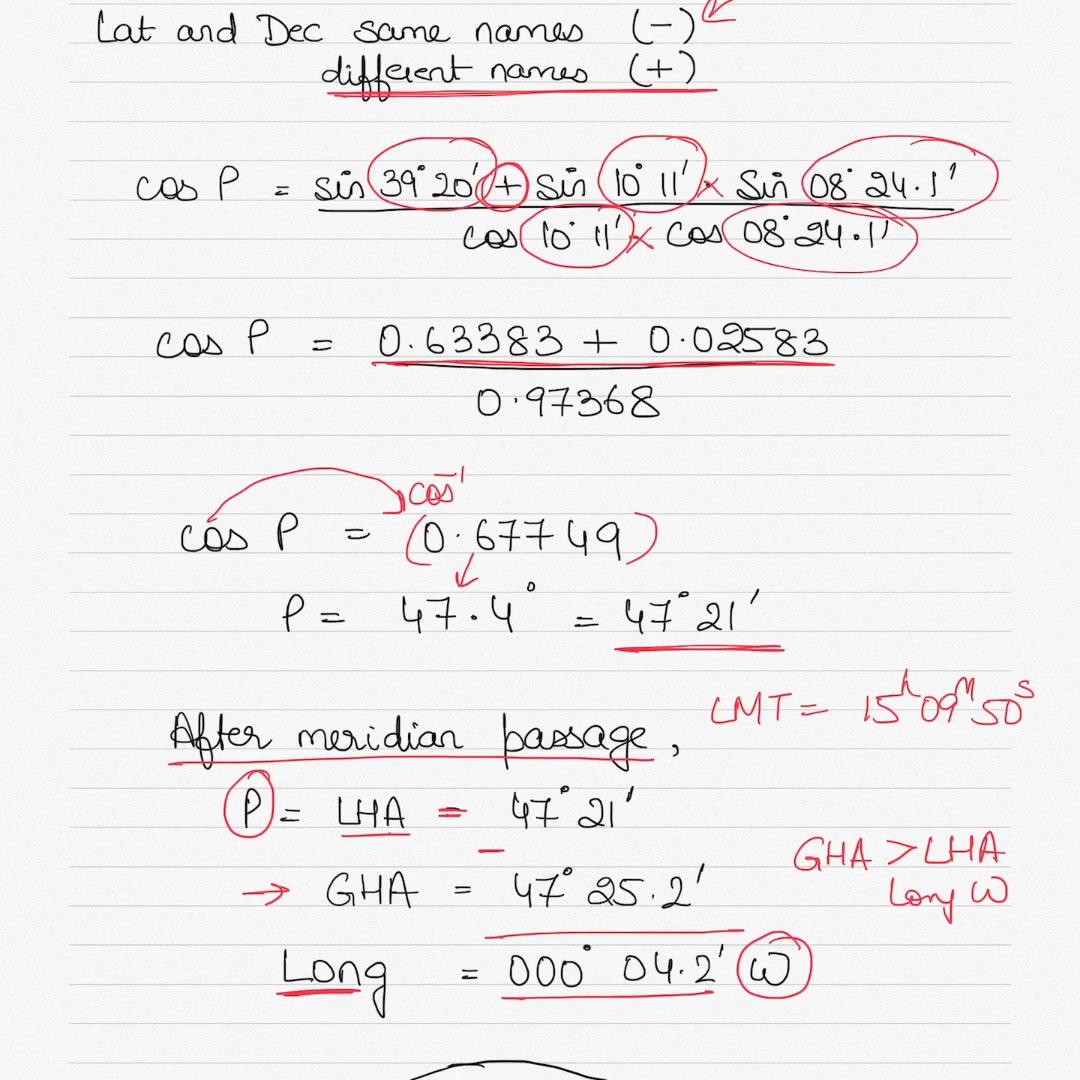 Lat and Dec same names (-)
different names (+)
cos P = sin 39° 20' + sin 10° 11' × sin 08° 24.1'
cos 10° 11' × cos 08° 24.1'
cos P = 0.63383 + 0.02583
0.97368
cos⁻¹
cos P = (0.67749)
P = 47.4° = 47° 21'
LMT = 15h 09m 50s
After meridian passage,
P = LHA = 47° 21'
GHA > LHA
→ GHA = 47° 25.2'
Long W
Long = 000° 04.2' W